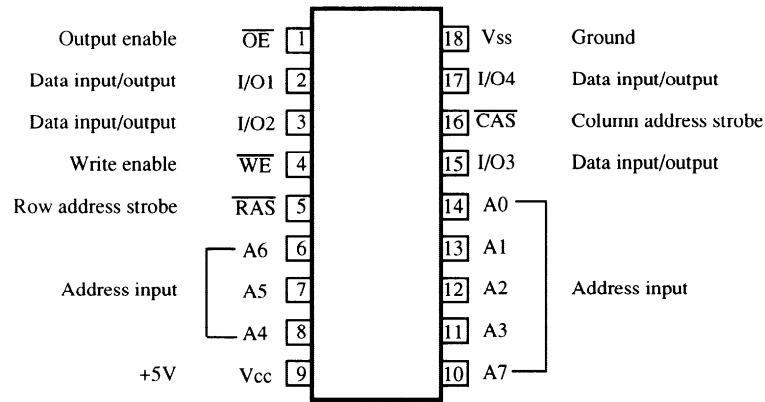 Output enable OE 1 18 Vss Ground
Data input/output I/O1 2 17 I/O4 Data input/output
Data input/output I/O2 3 16 CAS Column address strobe
Write enable WE 4 15 I/O3 Data input/output
Row address strobe RAS 5 14 A0
A6 6 13 A1
Address input A5 7 12 A2 Address input
A4 8 11 A3
+5V Vcc 9 10 A7